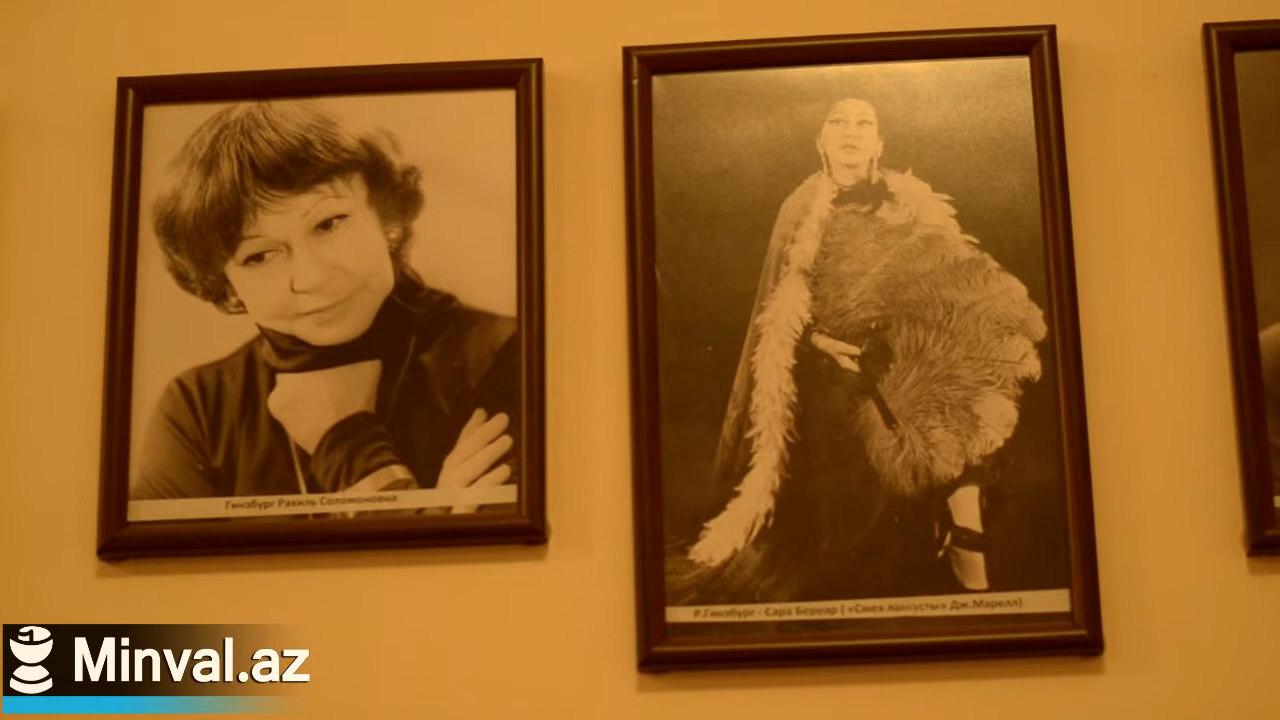 Гинзбург Рахиль Соломоновна
Р.Гинзбург - Сара Бернар ( «Смех лангусты» Дж.Марелл)
Minval.az